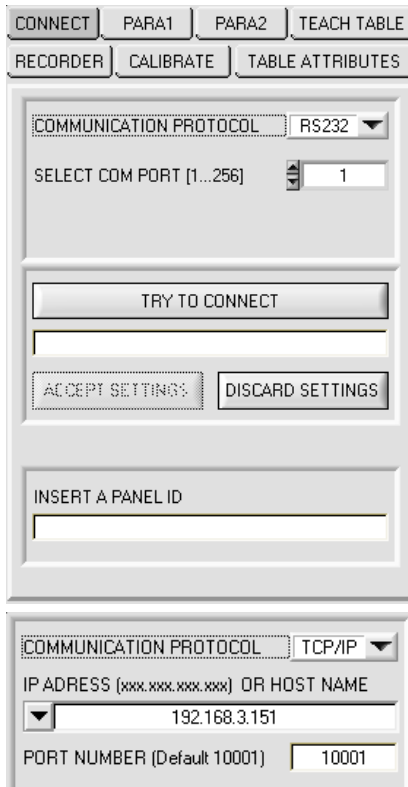 CONNECT PARA1 PARA2 TEACH TABLE
RECORDER CALIBRATE TABLE ATTRIBUTES
COMMUNICATION PROTOCOL RS232
SELECT COM PORT [1...256] 1
TRY TO CONNECT
ACCEPT SETTINGS DISCARD SETTINGS
INSERT A PANEL ID
COMMUNICATION PROTOCOL TCP/IP
IP ADRESS (xxx.xxx.xxx.xxx) OR HOST NAME
192.168.3.151
PORT NUMBER (Default 10001) 10001